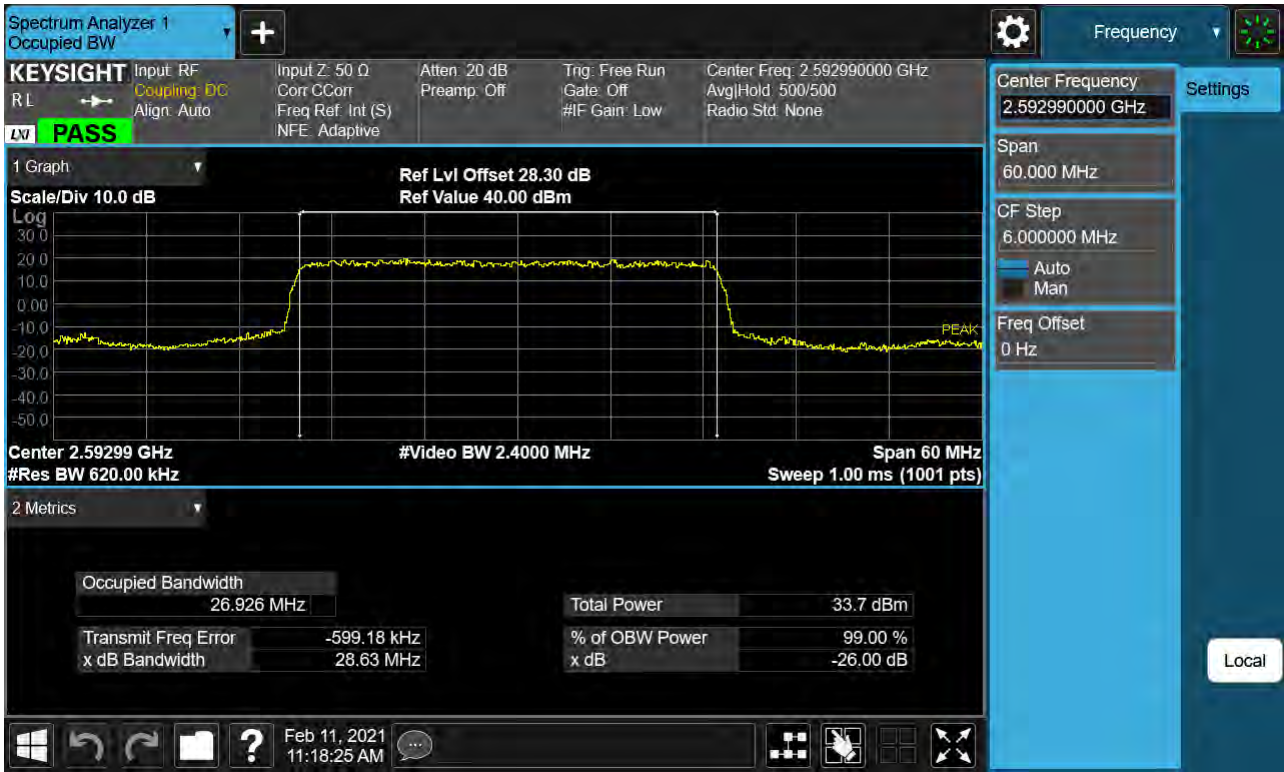 Spectrum Analyzer 1
Occupied BW
+
Frequency
KEYSIGHT
RL
LXI PASS
Input: RF
Coupling: DC
Align: Auto
Input Z: 50 Ω
Corr CCorr
Freq Ref: Int (S)
NFE: Adaptive
Atten: 20 dB
Preamp: Off
Trig: Free Run
Gate: Off
#IF Gain: Low
Center Freq: 2.592990000 GHz
Avg|Hold: 500/500
Radio Std: None
Center Frequency
2.592990000 GHz
Settings
Span
60.000 MHz
CF Step
6.000000 MHz
Auto
Man
Freq Offset
0 Hz
Local
1 Graph
Scale/Div 10.0 dB
Ref Lvl Offset 28.30 dB
Ref Value 40.00 dBm
Log
30.0
20.0
10.0
0.00
-10.0
-20.0
-30.0
-40.0
-50.0
PEAK
Center 2.59299 GHz
#Video BW 2.4000 MHz
Span 60 MHz
#Res BW 620.00 kHz
Sweep 1.00 ms (1001 pts)
2 Metrics
Occupied Bandwidth
26.926 MHz
Total Power 33.7 dBm
Transmit Freq Error -599.18 kHz
% of OBW Power 99.00 %
x dB Bandwidth 28.63 MHz
x dB -26.00 dB
?
Feb 11, 2021
11:18:25 AM